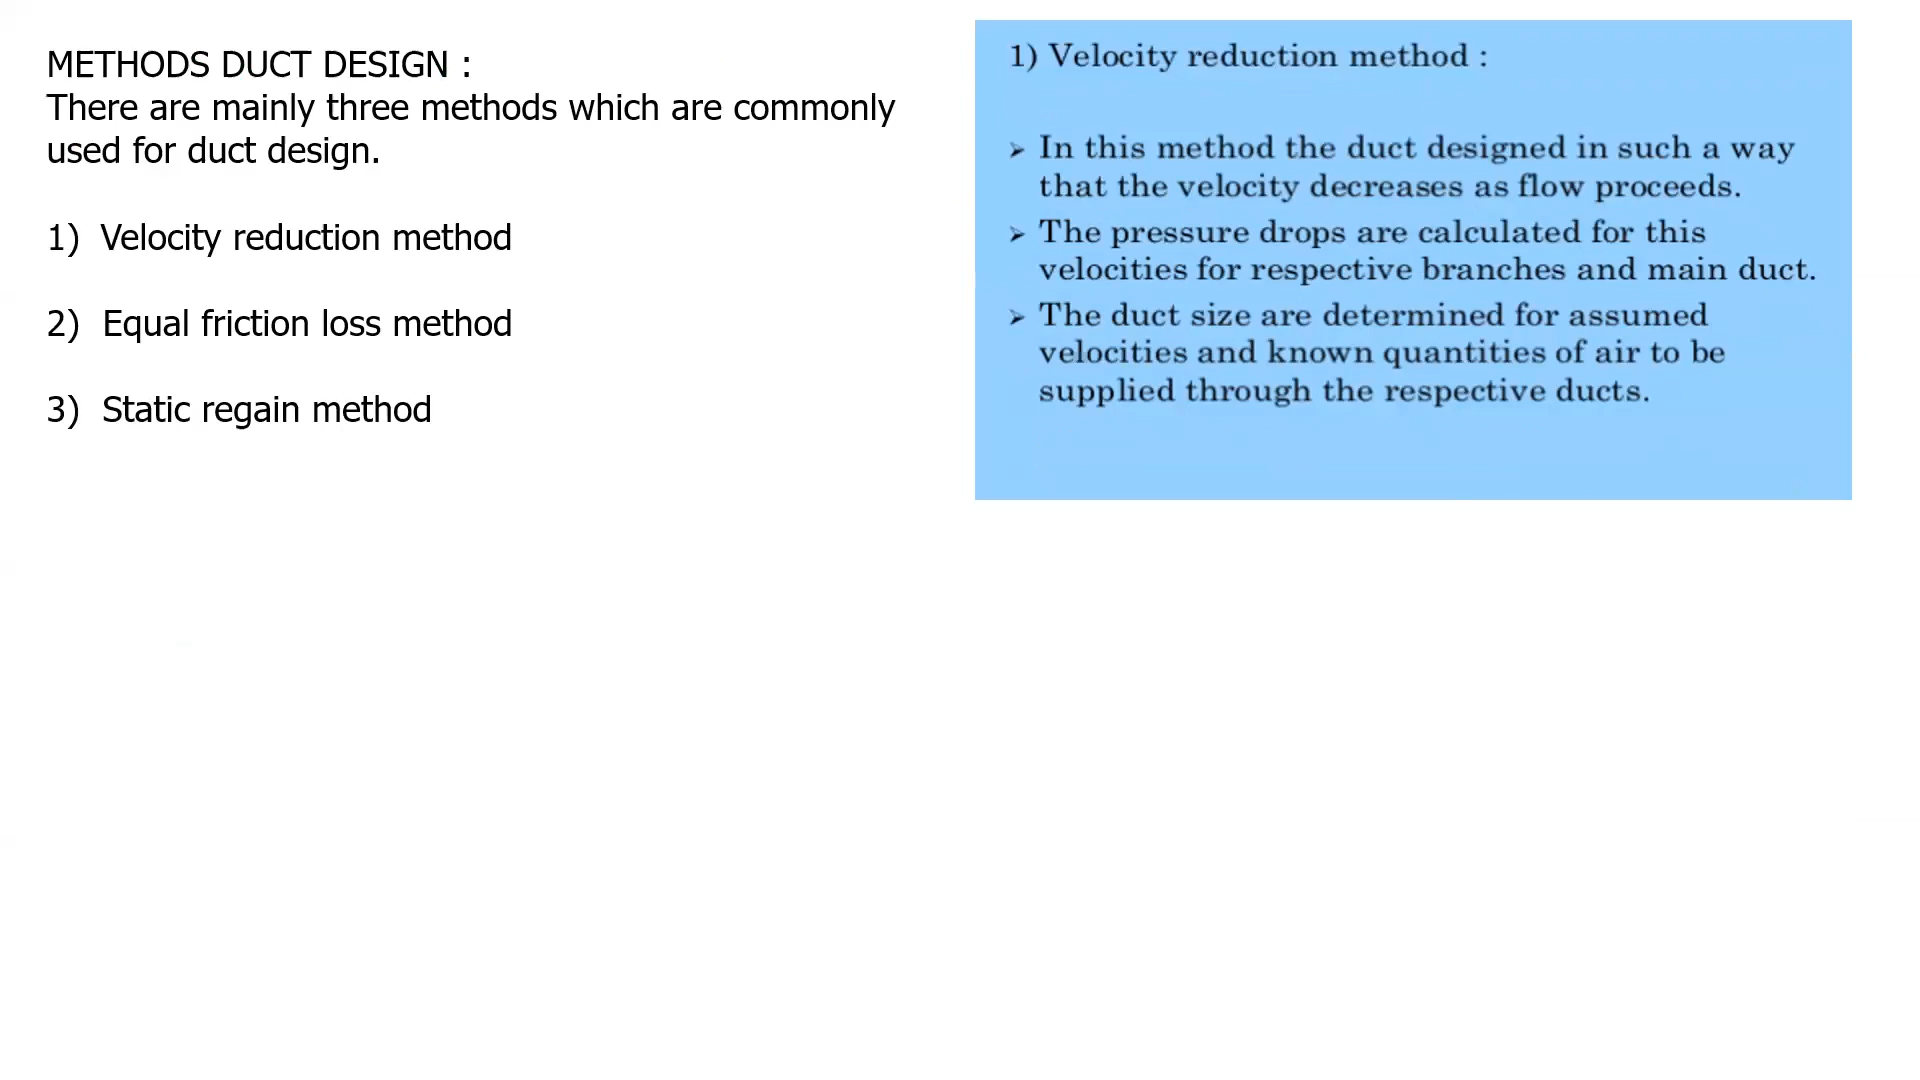 METHODS DUCT DESIGN :
There are mainly three methods which are commonly
used for duct design.
1) Velocity reduction method
2) Equal friction loss method
3) Static regain method
1) Velocity reduction method :
➢ In this method the duct designed in such a way
that the velocity decreases as flow proceeds.
➢ The pressure drops are calculated for this
velocities for respective branches and main duct.
➢ The duct size are determined for assumed
velocities and known quantities of air to be
supplied through the respective ducts.